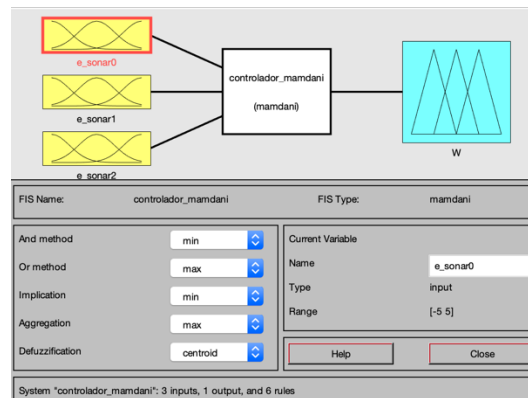 e_sonar0
controlador_mamdani
(mamdani)
e_sonar1
e_sonar2
W
FIS Name: controlador_mamdani FIS Type: mamdani
And method min
Or method max
Implication min
Aggregation max
Defuzzification centroid
Current Variable
Name e_sonar0
Type input
Range [-5 5]
Help Close
System "controlador_mamdani": 3 inputs, 1 output, and 6 rules